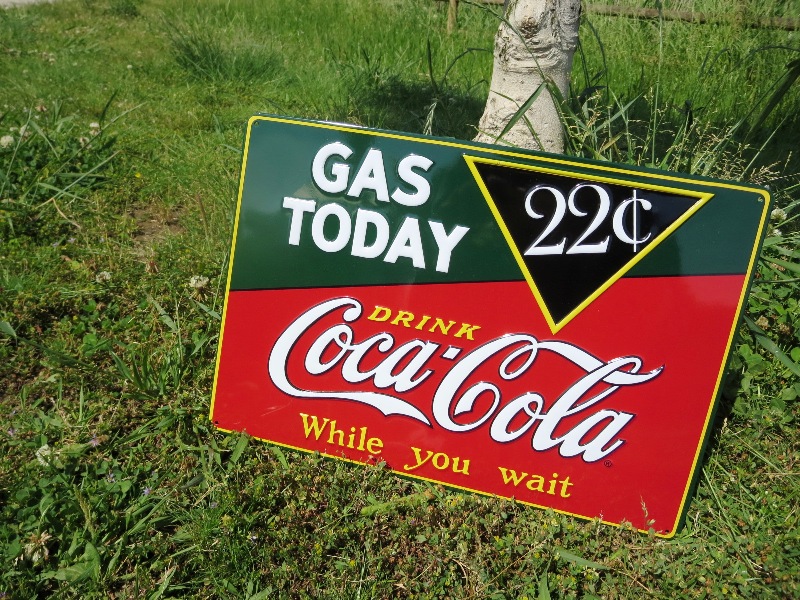 GAS
TODAY
22¢
DRINK
Coca-Cola
While you wait